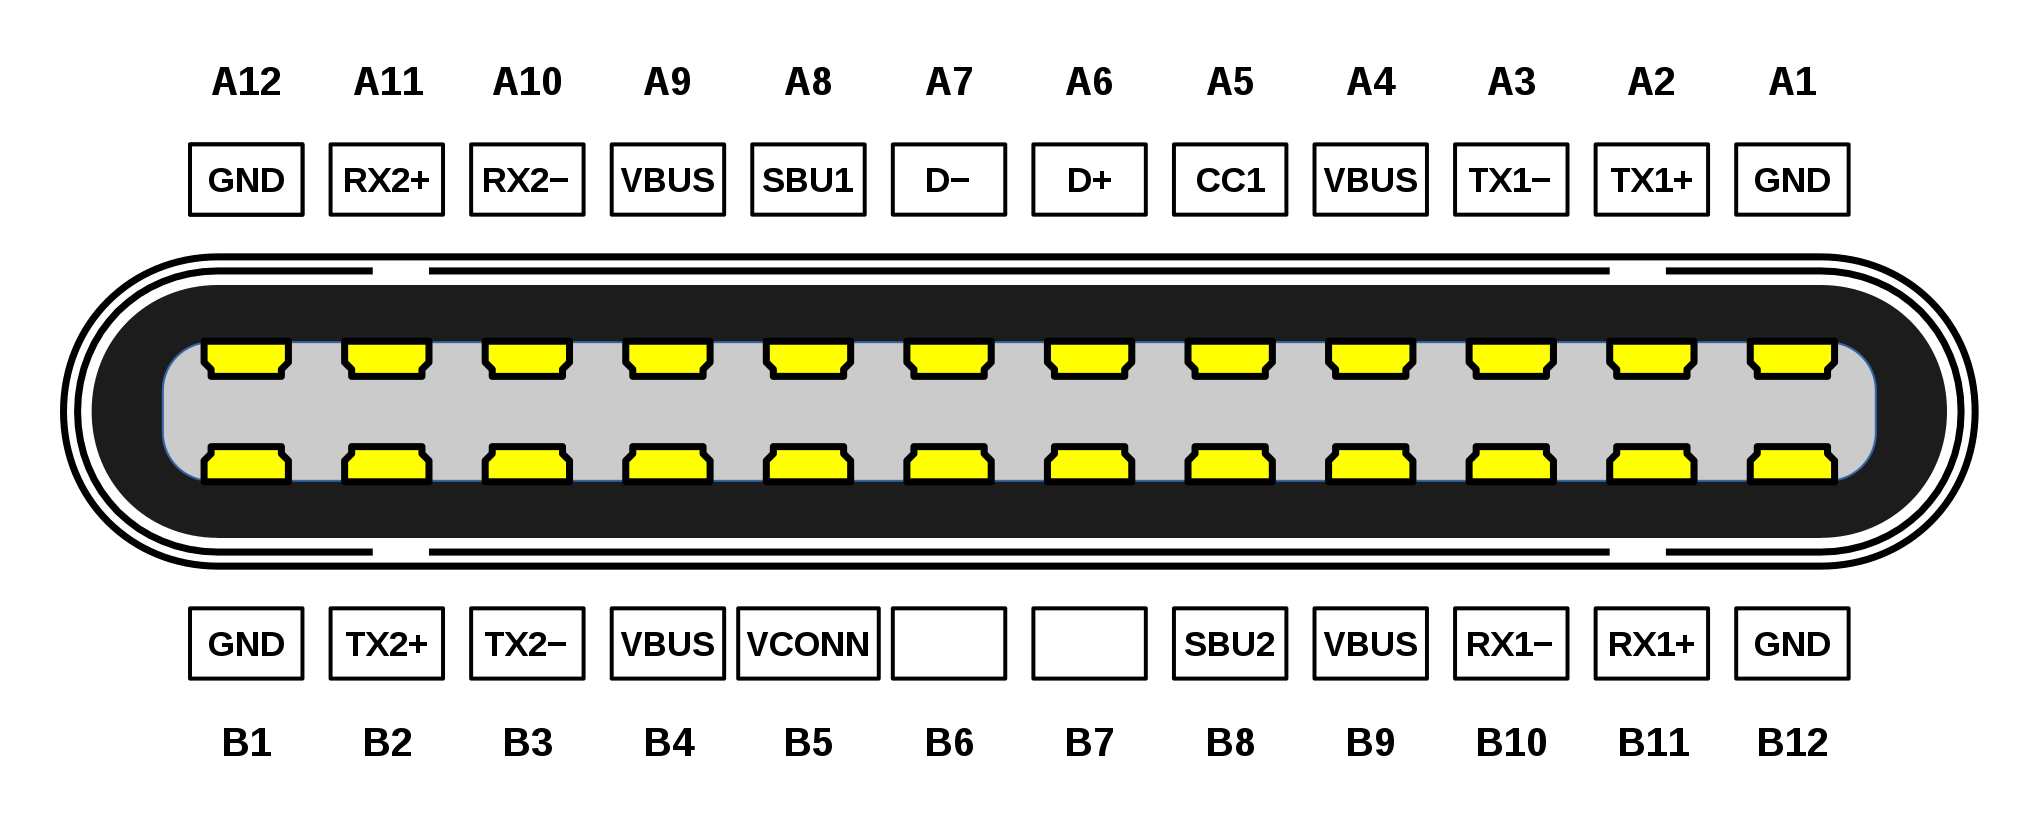 A12 A11 A10 A9 A8 A7 A6 A5 A4 A3 A2 A1
GND RX2+ RX2− VBUS SBU1 D− D+ CC1 VBUS TX1− TX1+ GND
GND TX2+ TX2− VBUS VCONN SBU2 VBUS RX1− RX1+ GND
B1 B2 B3 B4 B5 B6 B7 B8 B9 B10 B11 B12